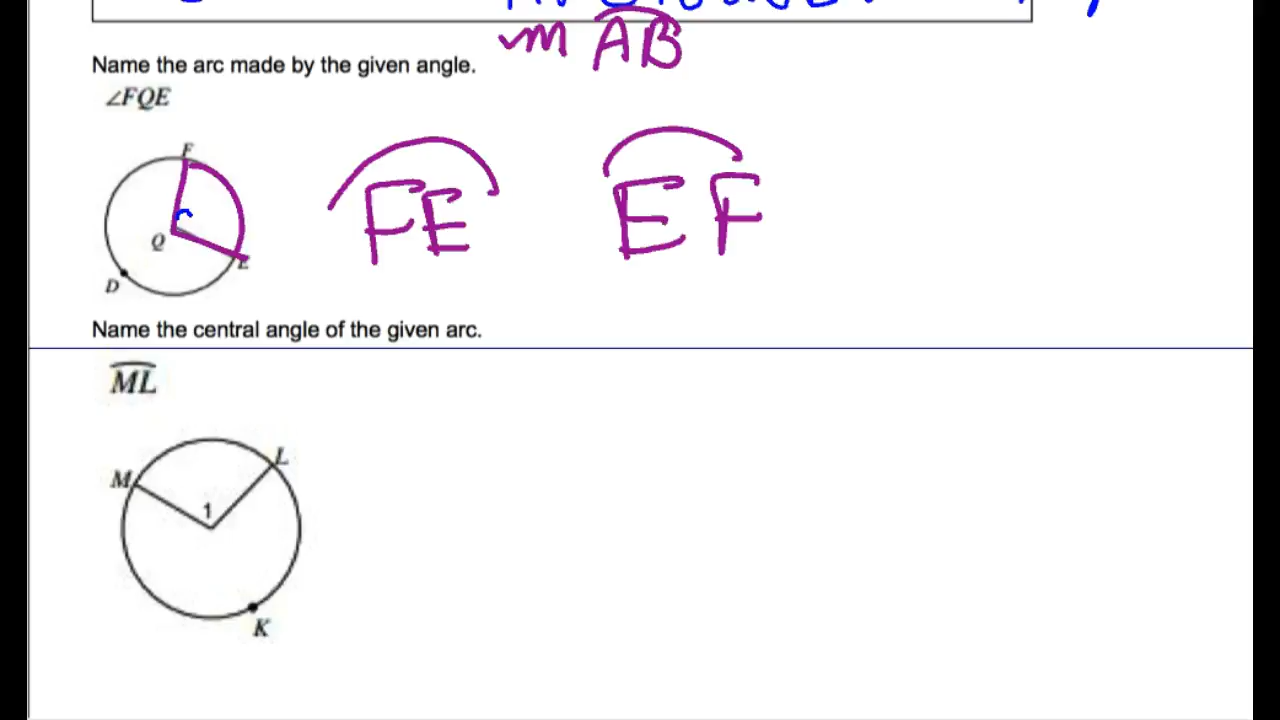 m AB
Name the arc made by the given angle.
∠FQE
F
Q
E
D
FE EF
Name the central angle of the given arc.
ML
L
M
1
K